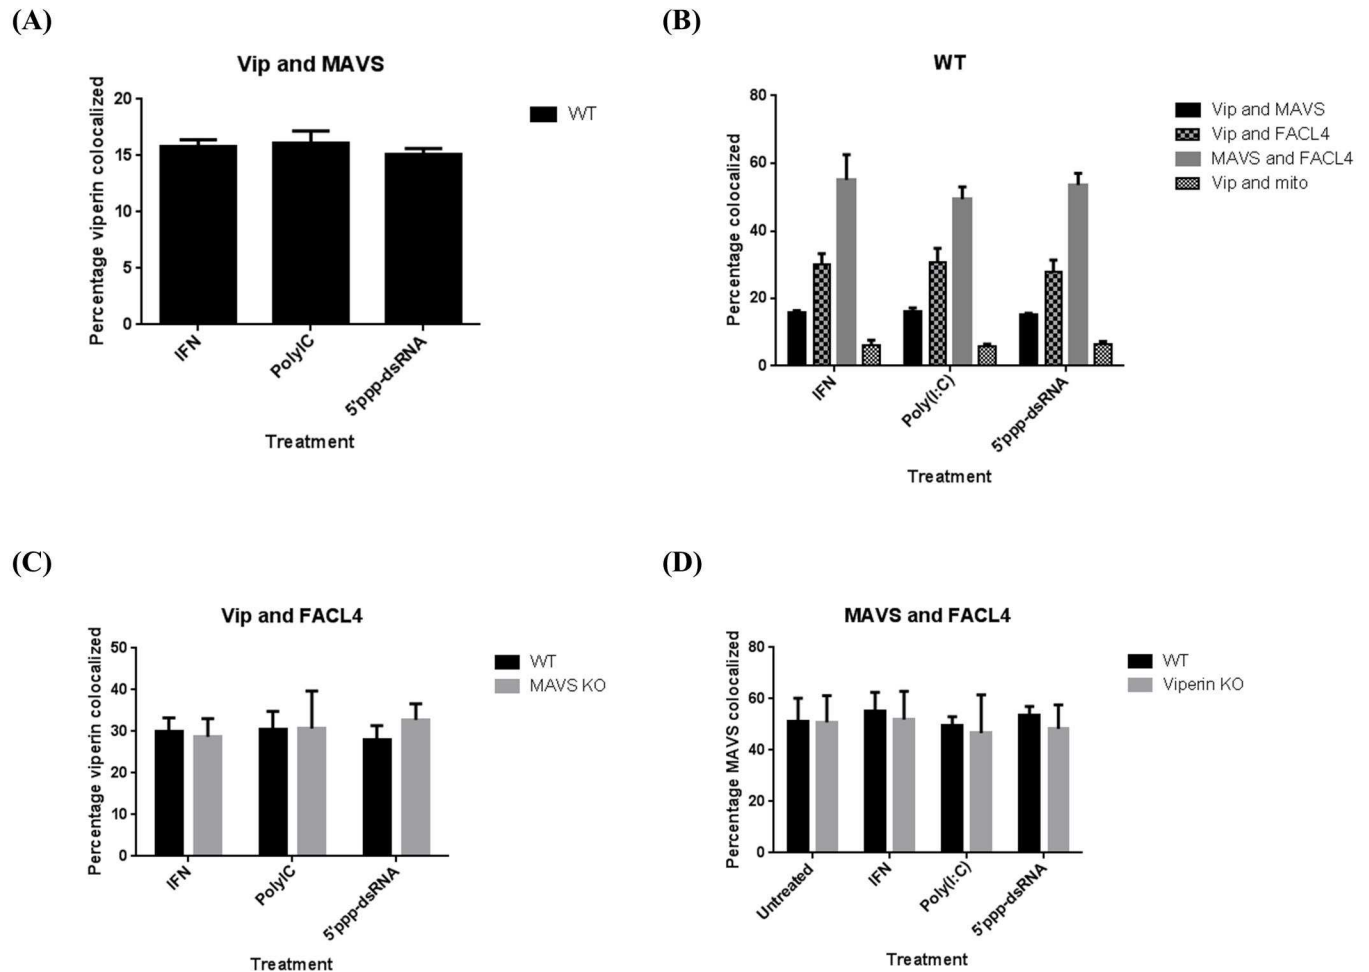 (A)
Vip and MAVS
Percentage viperin colocalized
20
15
10
5
0
IFN
PolyIC
5'ppp-dsRNA
Treatment
WT
(B)
WT
Percentage colocalized
80
60
40
20
0
IFN
Poly(I:C)
5'ppp-dsRNA
Treatment
Vip and MAVS
Vip and FACL4
MAVS and FACL4
Vip and mito
(C)
Vip and FACL4
Percentage viperin colocalized
50
40
30
20
10
0
IFN
PolyIC
5'ppp-dsRNA
Treatment
WT
MAVS KO
(D)
MAVS and FACL4
Percentage MAVS colocalized
80
60
40
20
0
Untreated
IFN
Poly(I:C)
5'ppp-dsRNA
Treatment
WT
Viperin KO